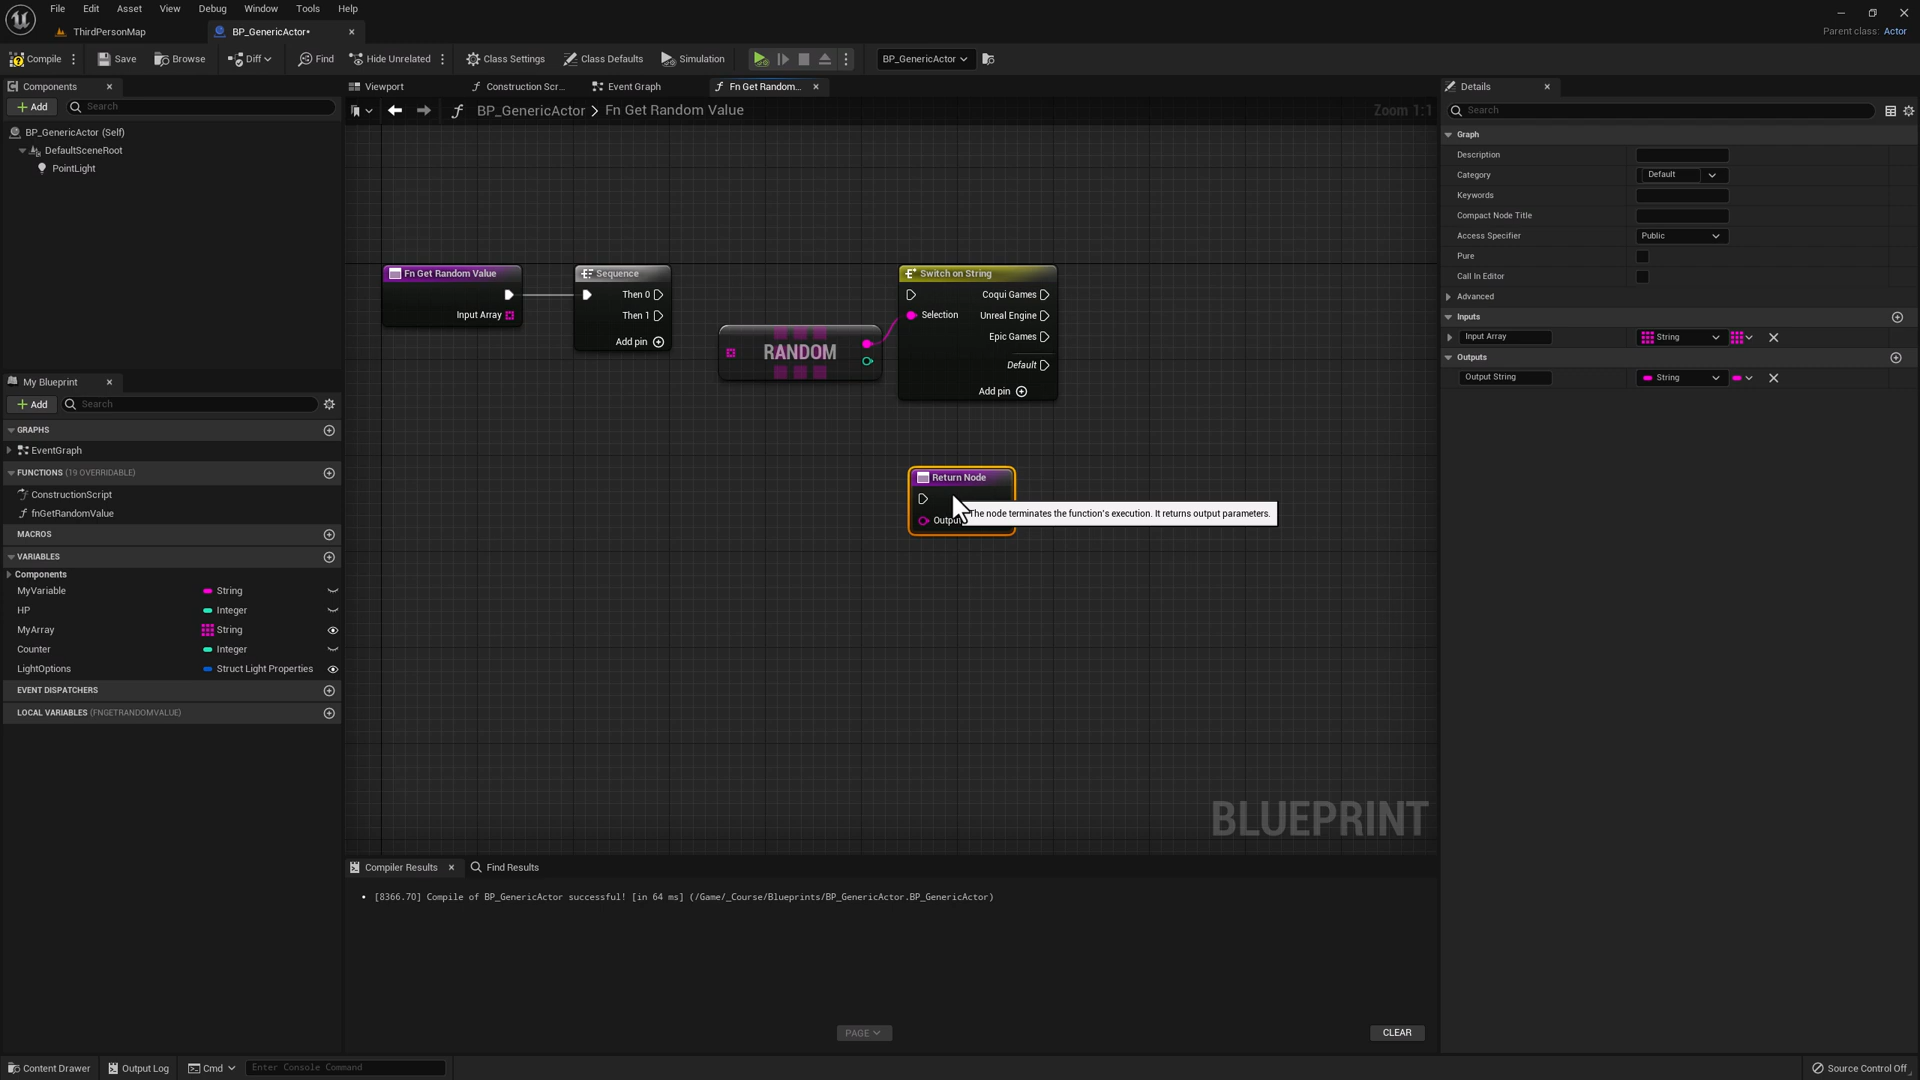 File Edit Asset View Debug Window Tools Help
ThirdPersonMap
BP_GenericActor•
Parent class: Actor
Compile Save Browse Diff Find Hide Unrelated Class Settings Class Defaults Simulation BP_GenericActor
Components
Add Search
BP_GenericActor (Self)
DefaultSceneRoot
PointLight
My Blueprint
Add Search
GRAPHS
EventGraph
FUNCTIONS (19 OVERRIDABLE)
ConstructionScript
fnGetRandomValue
MACROS
VARIABLES
Components
MyVariable String
HP Integer
MyArray String
Counter Integer
LightOptions Struct Light Properties
EVENT DISPATCHERS
LOCAL VARIABLES (FNGETRANDOMVALUE)
Viewport Construction Scr... Event Graph Fn Get Random...
BP_GenericActor > Fn Get Random Value
Zoom 1:1
Fn Get Random Value
Input Array
Sequence
Then 0
Then 1
Add pin
RANDOM
Switch on String
Coqui Games
Selection Unreal Engine
Epic Games
Default
Add pin
Return Node
The node terminates the function's execution. It returns output parameters.
BLUEPRINT
Compiler Results Find Results
• [8366.70] Compile of BP_GenericActor successful! [in 64 ms] (/Game/_Course/Blueprints/BP_GenericActor.BP_GenericActor)
PAGE
CLEAR
Details
Search
Graph
Description
Category Default
Keywords
Compact Node Title
Access Specifier Public
Pure
Call In Editor
Advanced
Inputs
Input Array String
Outputs
Output String String
Content Drawer Output Log Cmd Enter Console Command
Source Control Off